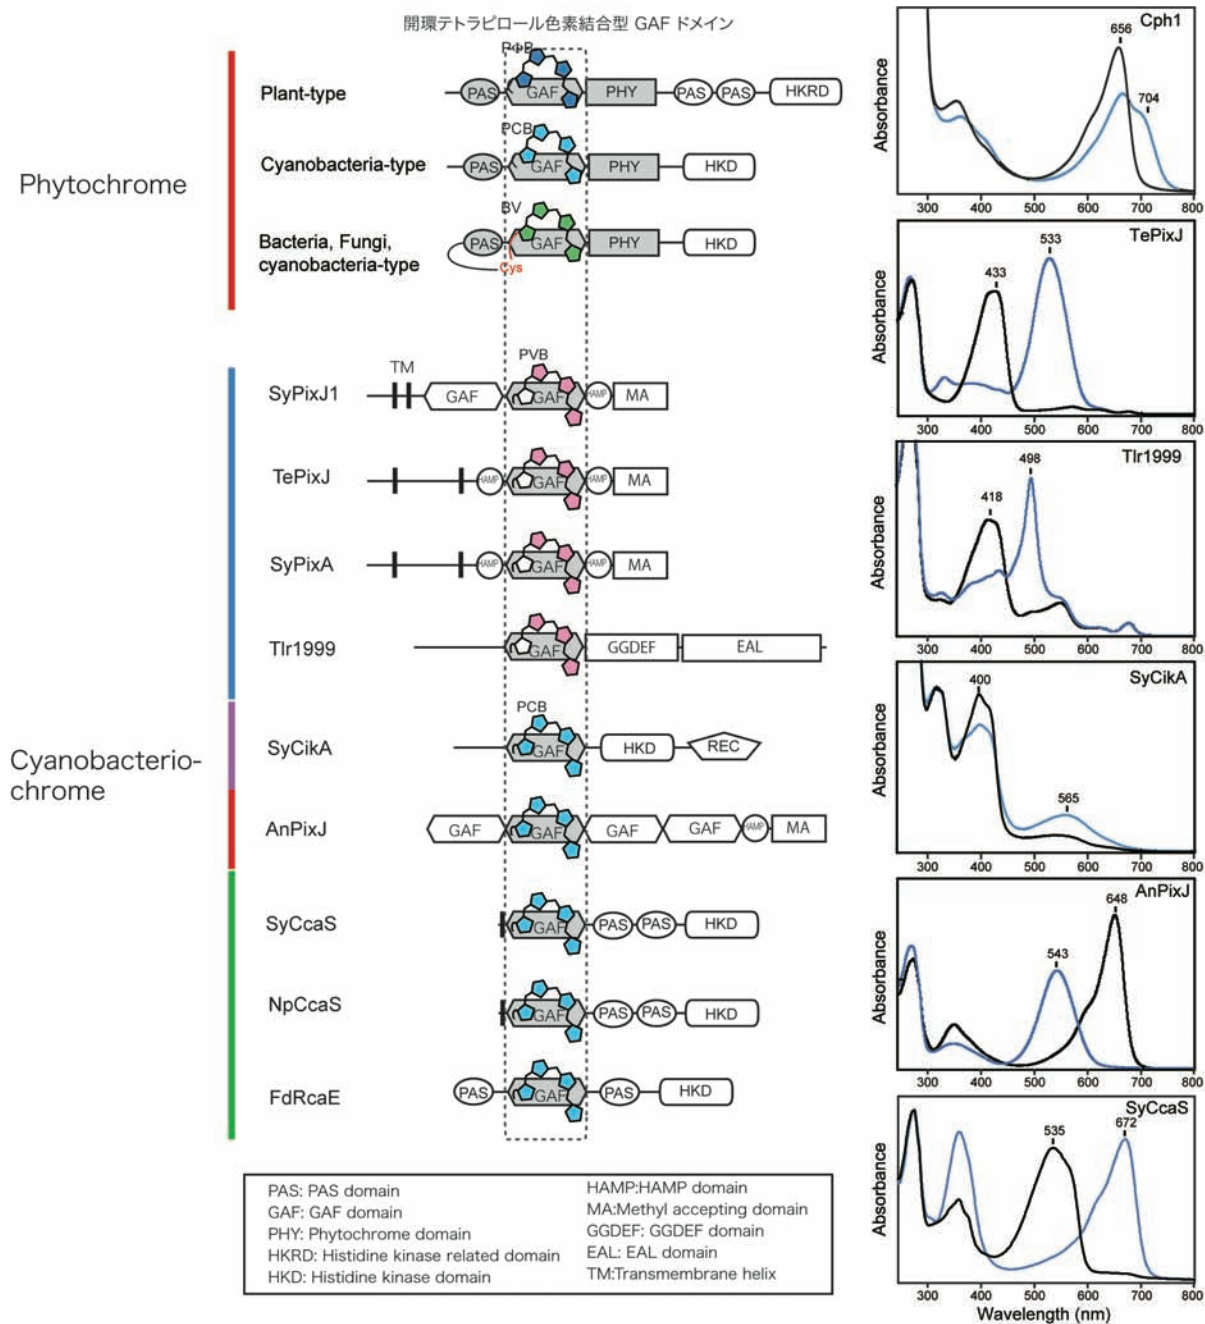 開環テトラピロール色素結合型 GAF ドメイン
Phytochrome
Plant-type
PΦB
PAS
GAF
PHY
PAS
PAS
HKRD
Cyanobacteria-type
PCB
PAS
GAF
PHY
HKD
Bacteria, Fungi,
cyanobacteria-type
BV
PAS
GAF
PHY
HKD
Cys
Cyanobacterio-
chrome
SyPixJ1
TM
GAF
PVB
GAF
HAMP
MA
TePixJ
HAMP
GAF
HAMP
MA
SyPixA
HAMP
GAF
HAMP
MA
Tlr1999
GAF
GGDEF
EAL
SyCikA
PCB
GAF
HKD
REC
AnPixJ
GAF
GAF
GAF
GAF
HAMP
MA
SyCcaS
GAF
PAS
PAS
HKD
NpCcaS
GAF
PAS
PAS
HKD
FdRcaE
PAS
GAF
PAS
HKD
PAS: PAS domain
GAF: GAF domain
PHY: Phytochrome domain
HKRD: Histidine kinase related domain
HKD: Histidine kinase domain
HAMP:HAMP domain
MA:Methyl accepting domain
GGDEF: GGDEF domain
EAL: EAL domain
TM:Transmembrane helix
Cph1
656
704
Absorbance
300 400 500 600 700 800
TePixJ
433
533
Absorbance
300 400 500 600 700 800
Tlr1999
418
498
Absorbance
300 400 500 600 700 800
SyCikA
400
565
Absorbance
300 400 500 600 700 800
AnPixJ
543
648
Absorbance
300 400 500 600 700 800
SyCcaS
535
672
Absorbance
300 400 500 600 700 800
Wavelength (nm)